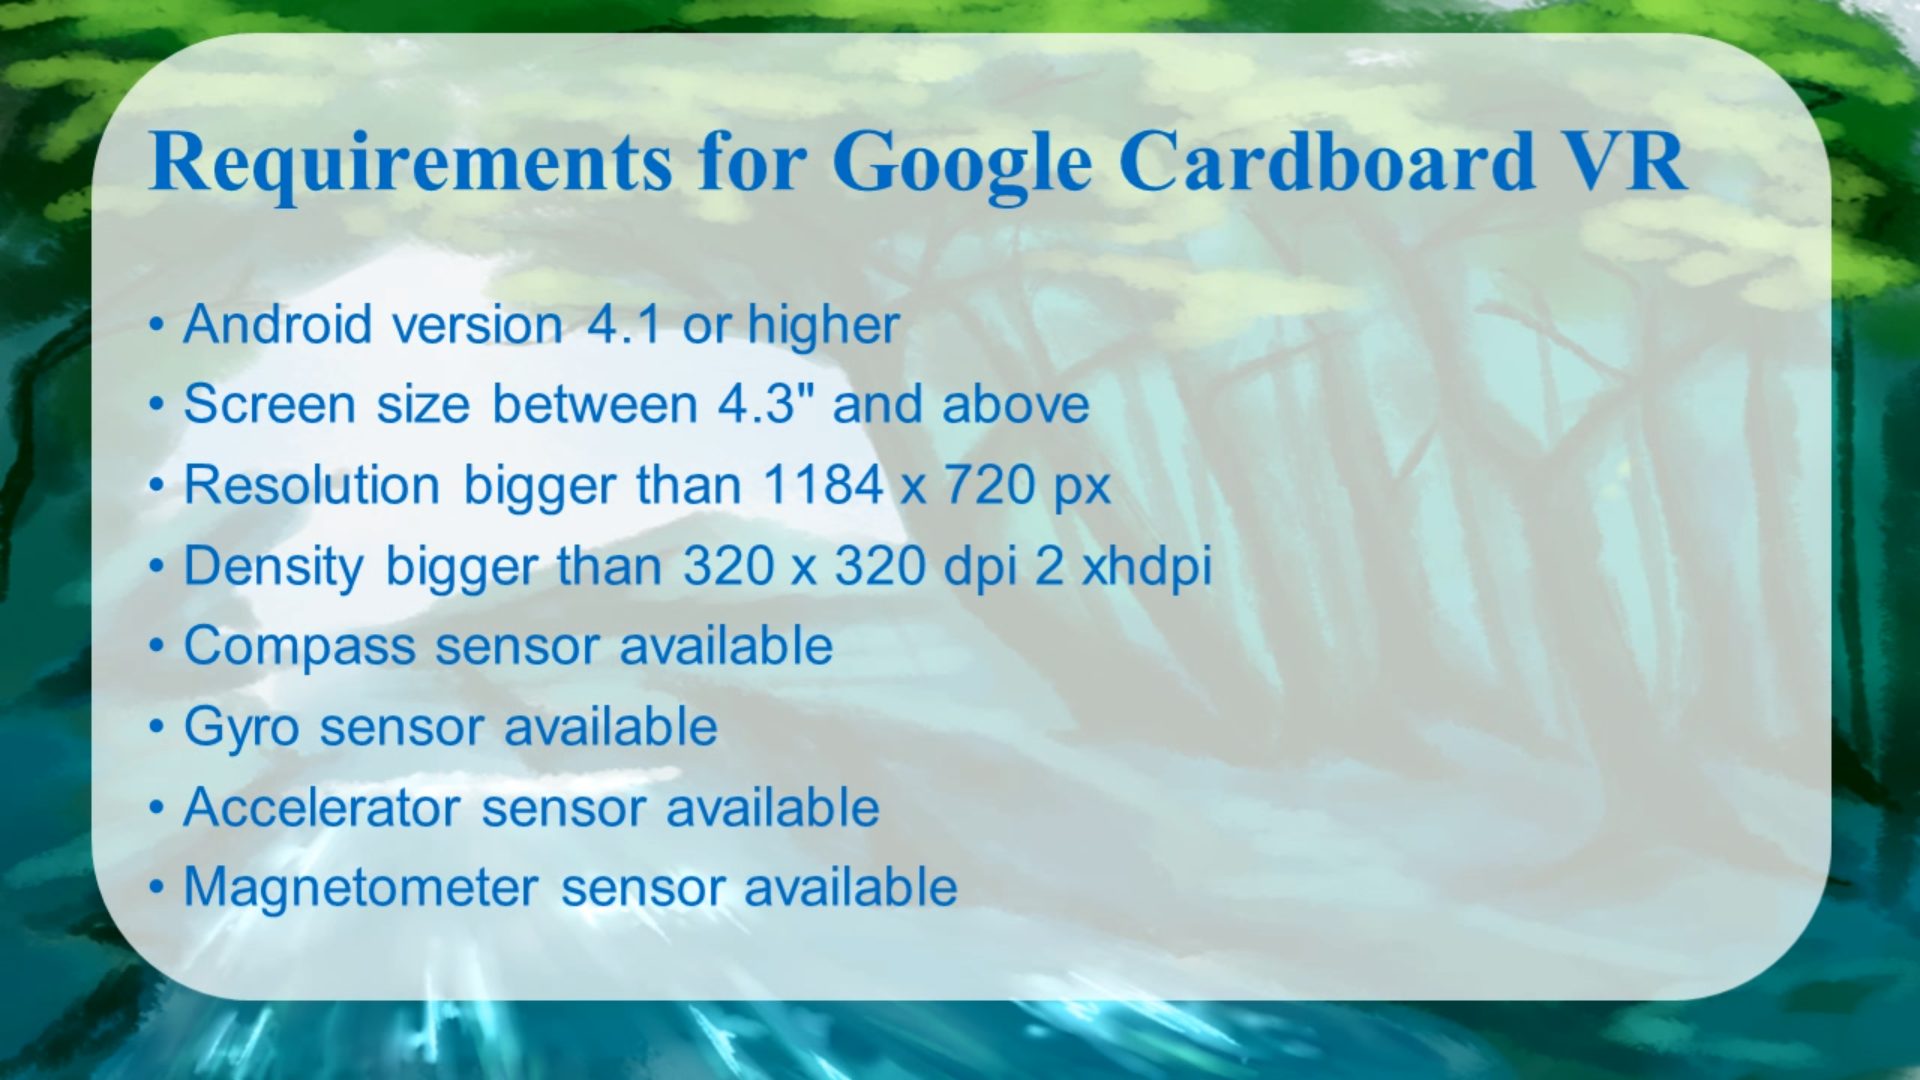 Requirements for Google Cardboard VR
• Android version 4.1 or higher
• Screen size between 4.3" and above
• Resolution bigger than 1184 x 720 px
• Density bigger than 320 x 320 dpi 2 xhdpi
• Compass sensor available
• Gyro sensor available
• Accelerator sensor available
• Magnetometer sensor available